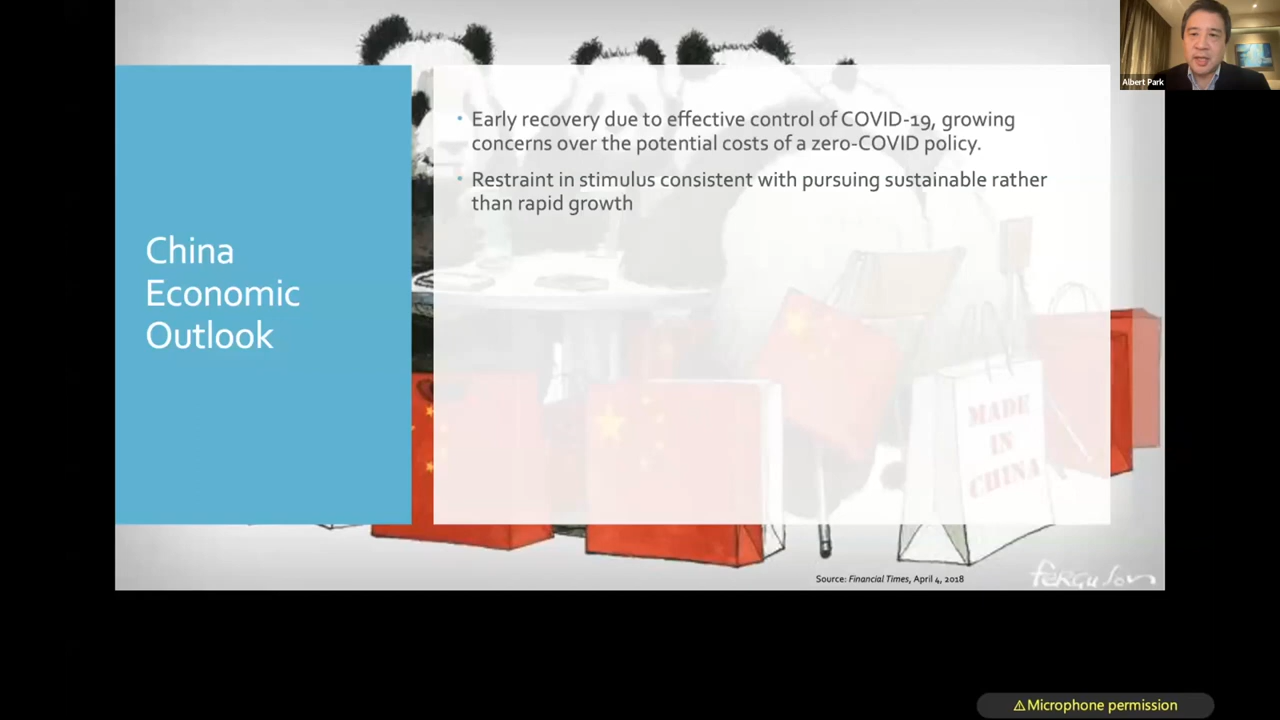 Albert Park
China
Economic
Outlook
• Early recovery due to effective control of COVID-19, growing
concerns over the potential costs of a zero-COVID policy.
• Restraint in stimulus consistent with pursuing sustainable rather
than rapid growth
MADE
IN
CHINA
Source: Financial Times, April 4, 2018
Ferguson
⚠Microphone permission